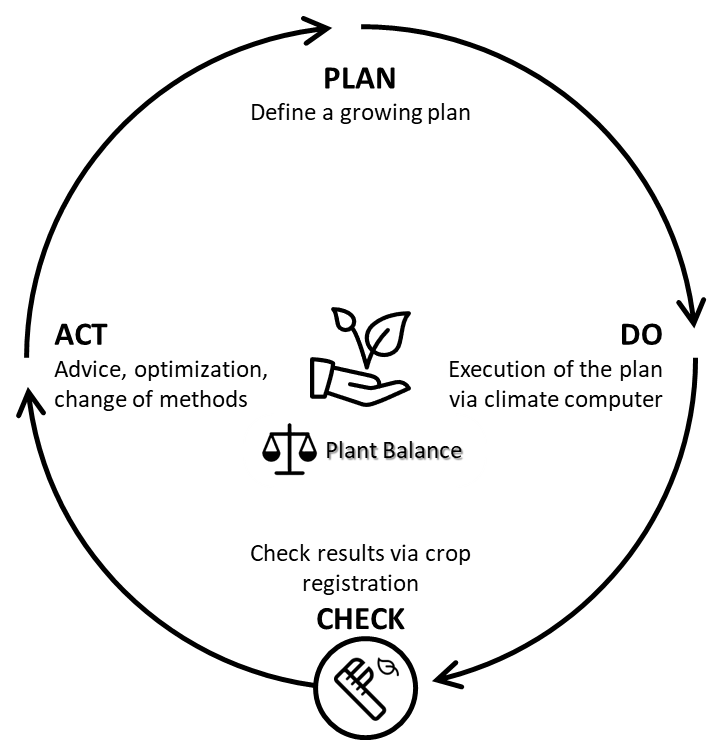 PLAN
Define a growing plan
ACT
Advice, optimization,
change of methods
DO
Execution of the plan
via climate computer
Plant Balance
Check results via crop
registration
CHECK